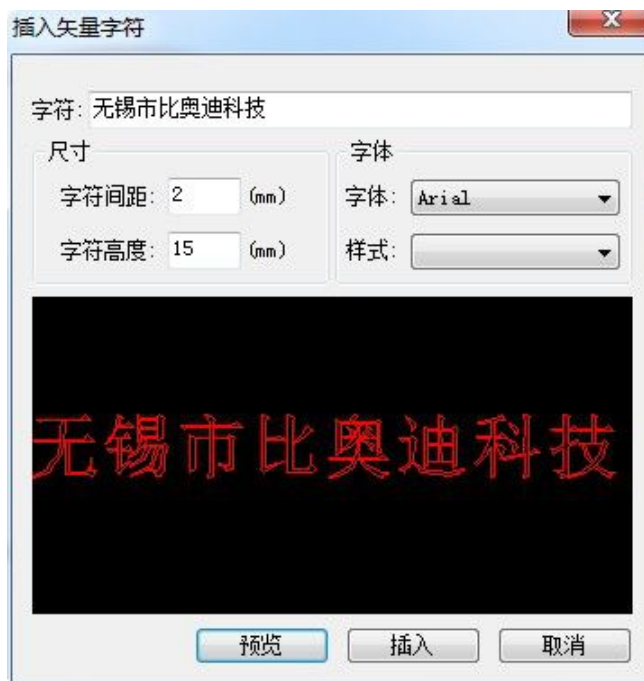 插入矢量字符
字符: 无锡市比奥迪科技
尺寸
字符间距: 2 (mm)
字符高度: 15 (mm)
字体
字体: Arial
样式:
无锡市比奥迪科技
预览 插入 取消